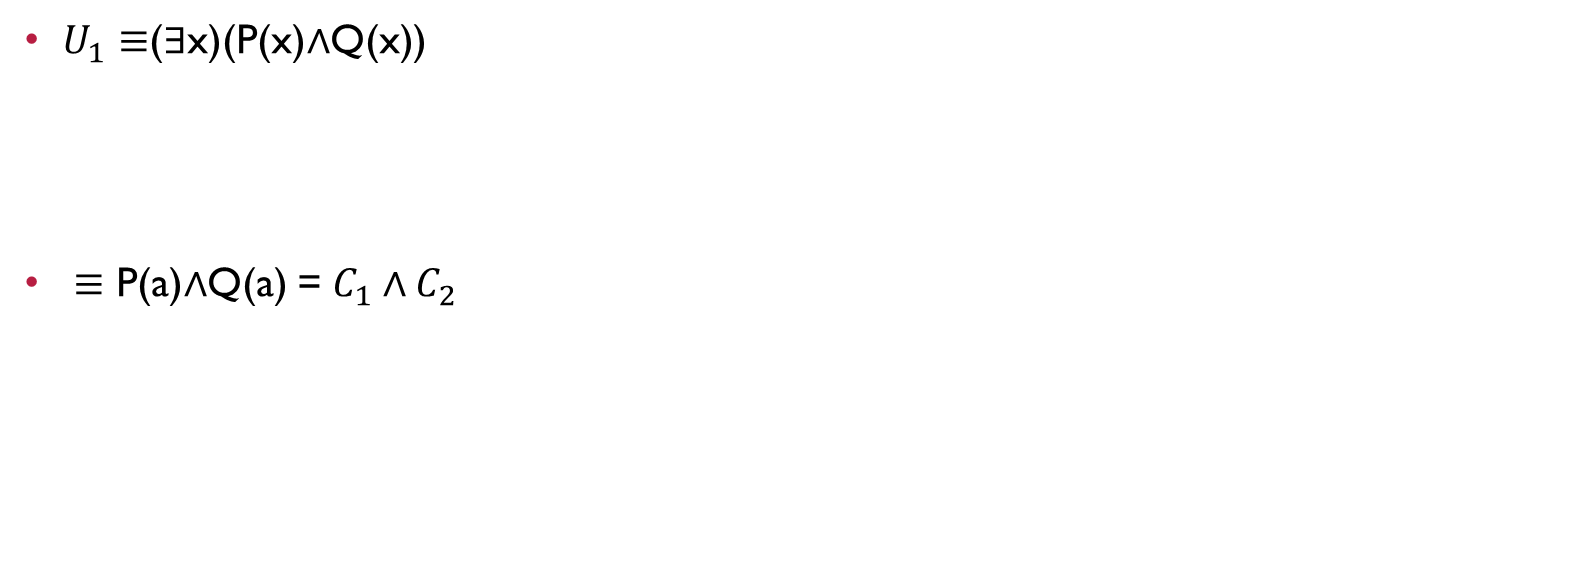 • U₁ ≡(∃x)(P(x)∧Q(x))
• ≡ P(a)∧Q(a) = C₁ ∧ C₂